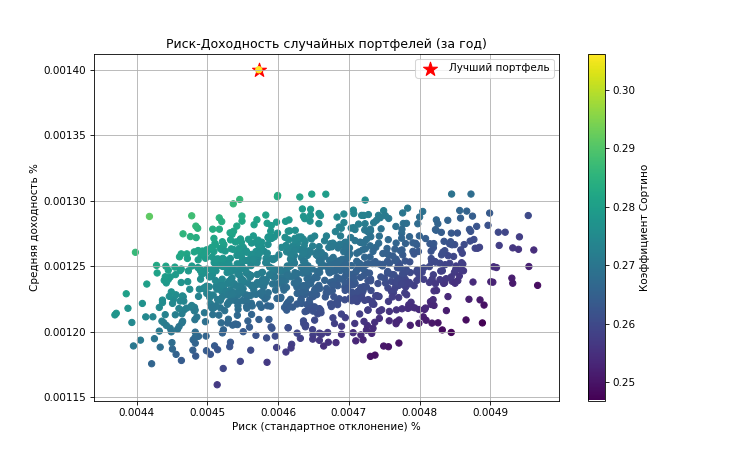 Риск-Доходность случайных портфелей (за год)
Лучший портфель
Средняя доходность %
0.00140
0.00135
0.00130
0.00125
0.00120
0.00115
0.0044 0.0045 0.0046 0.0047 0.0048 0.0049
Риск (стандартное отклонение) %
0.30
0.29
0.28
0.27
0.26
0.25
Коэффициент Сортино